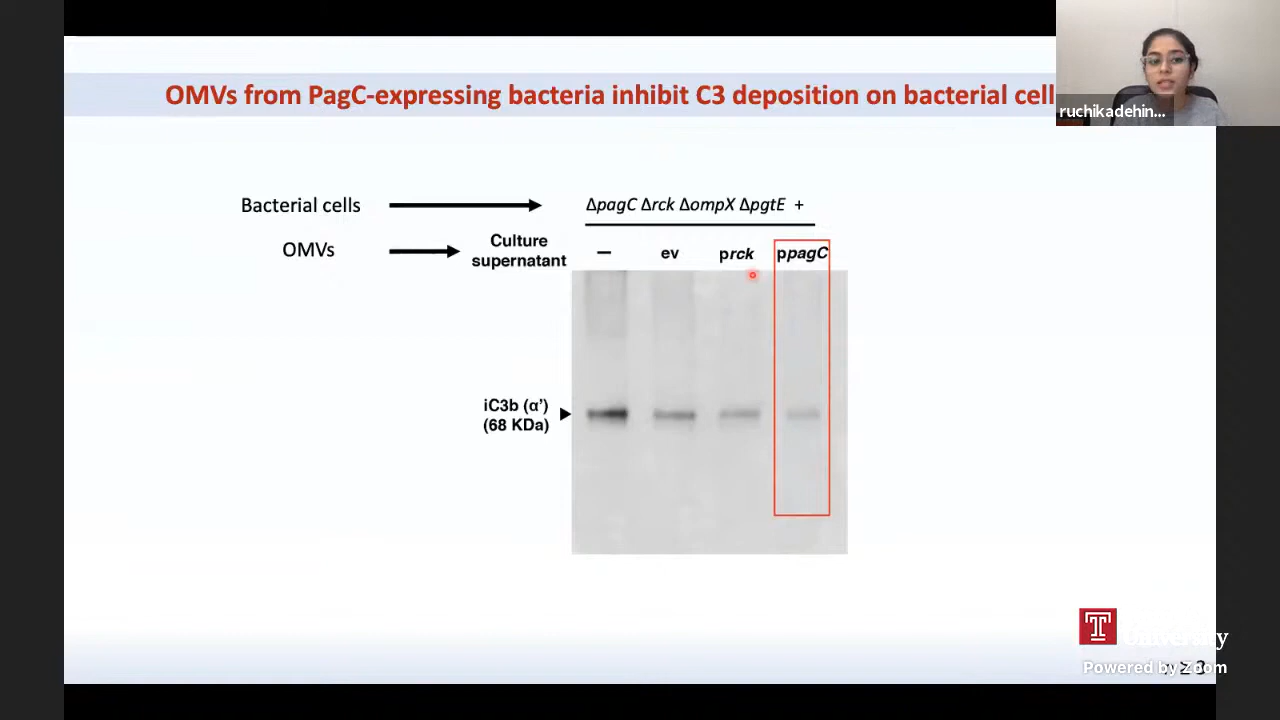 OMVs from PagC-expressing bacteria inhibit C3 deposition on bacterial cell
ruchikadehin...
Bacterial cells
ΔpagC Δrck ΔompX ΔpgtE +
OMVs
Culture
supernatant
– ev prck ppagC
iC3b (α’)
(68 KDa)
T
University
Powered by Zoom